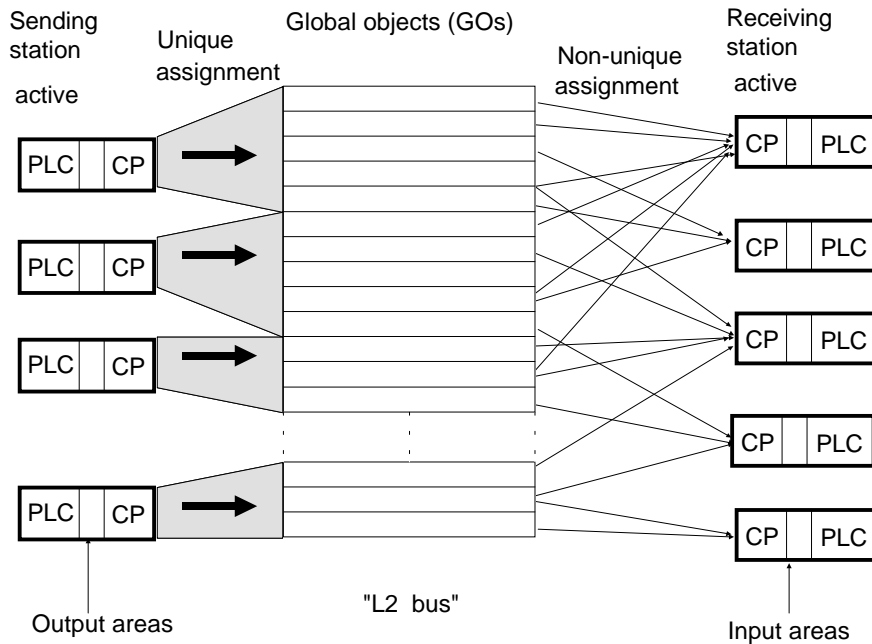 Sending
station
active
Unique
assignment
Global objects (GOs)
Non-unique
assignment
Receiving
station
active
PLC CP
CP PLC
PLC CP
CP PLC
PLC CP
CP PLC
CP PLC
PLC CP
CP PLC
Output areas
"L2 bus"
Input areas